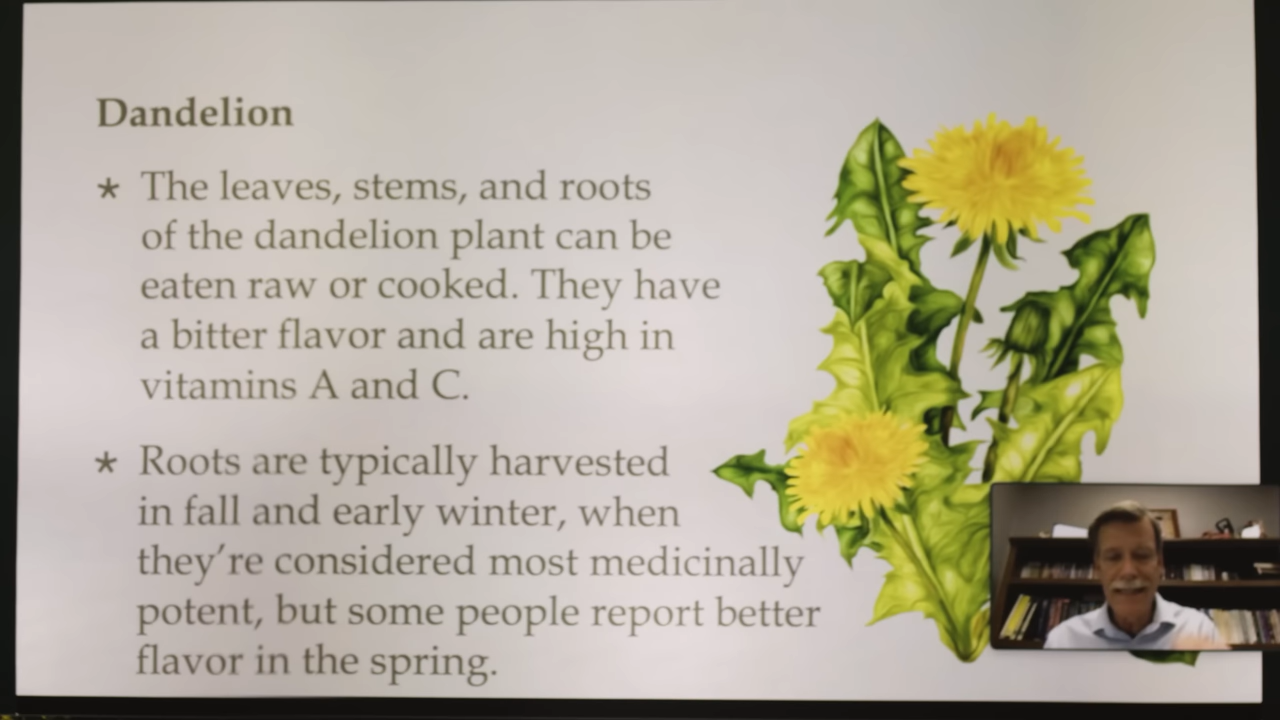 Dandelion
* The leaves, stems, and roots
of the dandelion plant can be
eaten raw or cooked. They have
a bitter flavor and are high in
vitamins A and C.
* Roots are typically harvested
in fall and early winter, when
they're considered most medicinally
potent, but some people report better
flavor in the spring.